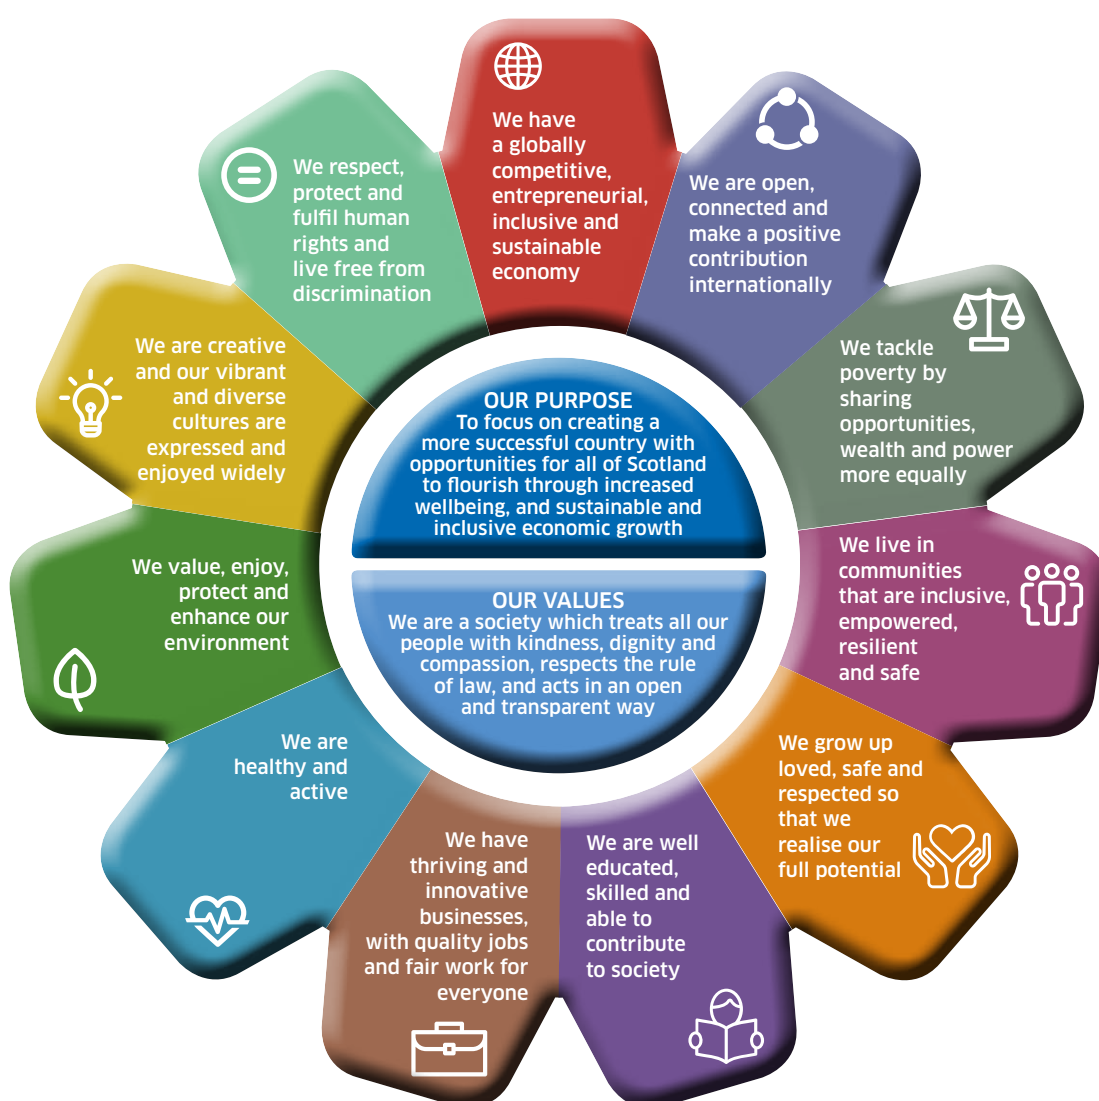 We have
a globally
competitive,
entrepreneurial,
inclusive and
sustainable
economy
We are open,
connected and
make a positive
contribution
internationally
We tackle
poverty by
sharing
opportunities,
wealth and power
more equally
We live in
communities
that are inclusive,
empowered,
resilient
and safe
We grow up
loved, safe and
respected so
that we
realise our
full potential
We are well
educated,
skilled and
able to
contribute
to society
We have
thriving and
innovative
businesses,
with quality jobs
and fair work for
everyone
We are
healthy and
active
We value, enjoy,
protect and
enhance our
environment
We are creative
and our vibrant
and diverse
cultures are
expressed and
enjoyed widely
We respect,
protect and
fulfil human
rights and
live free from
discrimination
OUR PURPOSE
To focus on creating a
more successful country with
opportunities for all of Scotland
to flourish through increased
wellbeing, and sustainable and
inclusive economic growth
OUR VALUES
We are a society which treats all our
people with kindness, dignity and
compassion, respects the rule
of law, and acts in an open
and transparent way